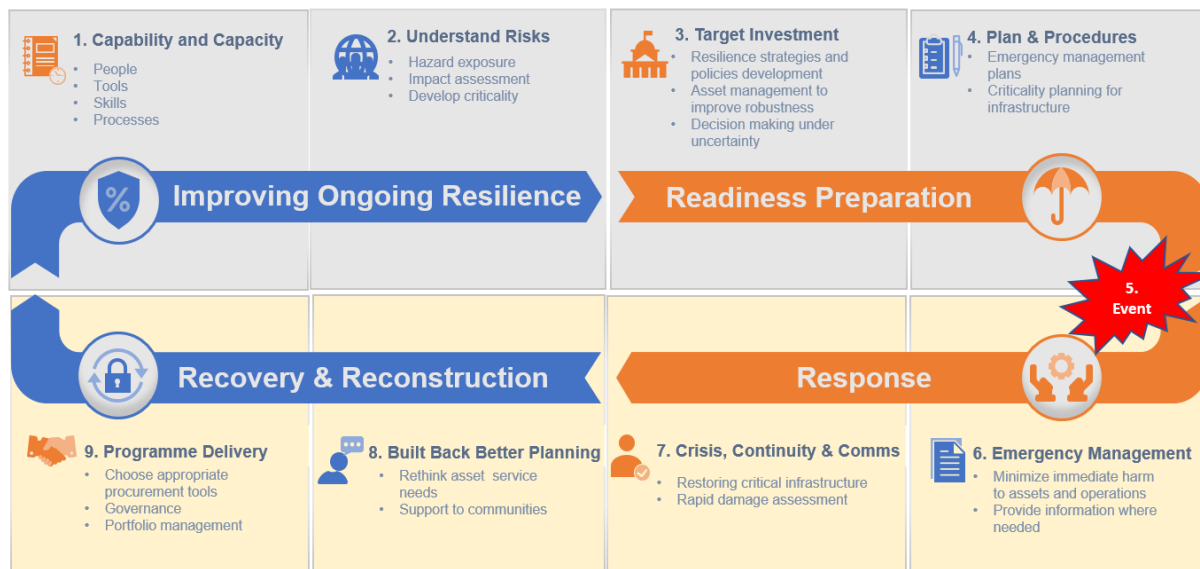 1. Capability and Capacity
• People
• Tools
• Skills
• Processes
2. Understand Risks
• Hazard exposure
• Impact assessment
• Develop criticality
3. Target Investment
• Resilience strategies and
policies development
• Asset management to
improve robustness
• Decision making under
uncertainty
4. Plan & Procedures
• Emergency management
plans
• Criticality planning for
infrastructure
%
Improving Ongoing Resilience
Readiness Preparation
5.
Event
Recovery & Reconstruction
Response
9. Programme Delivery
• Choose appropriate
procurement tools
• Governance
• Portfolio management
8. Built Back Better Planning
• Rethink asset service
needs
• Support to communities
7. Crisis, Continuity & Comms
• Restoring critical infrastructure
• Rapid damage assessment
6. Emergency Management
• Minimize immediate harm
to assets and operations
• Provide information where
needed